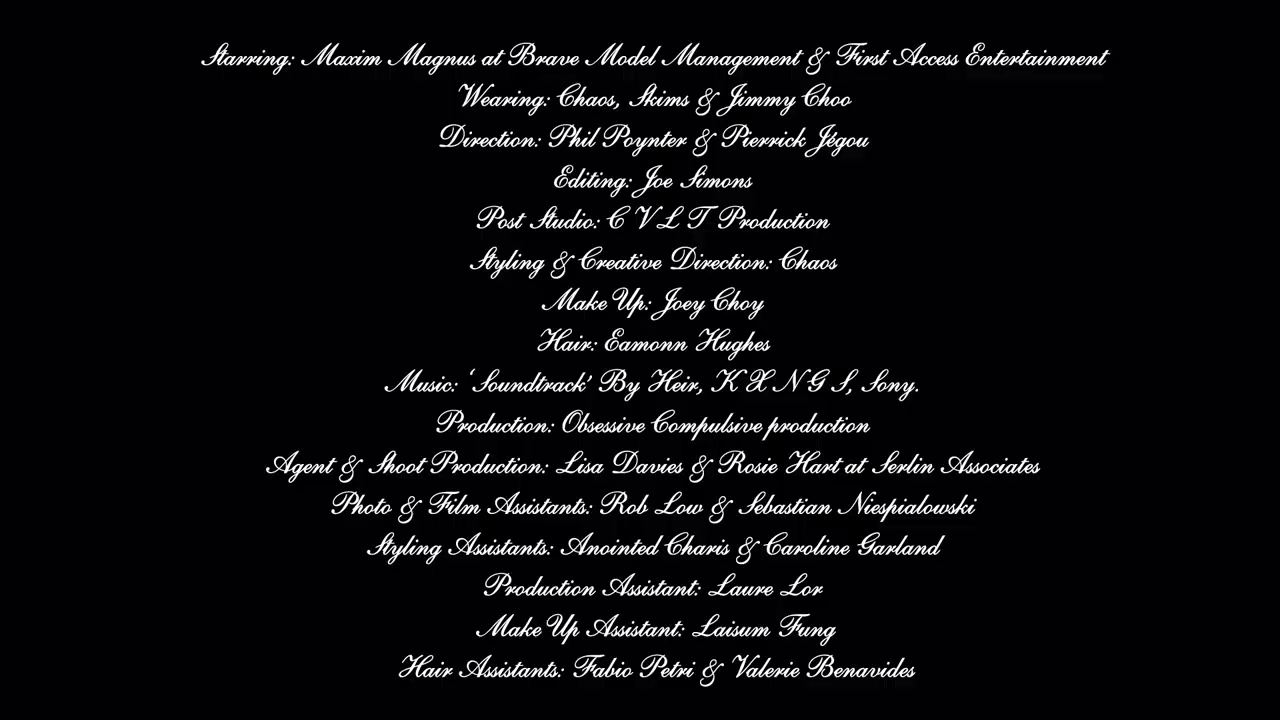 Starring: Maxim Magnus at Brave Model Management & First Access Entertainment
Wearing: Chaos, Skims & Jimmy Choo
Direction: Phil Poynter & Pierrick Jégou
Editing: Joe Simons
Post Studio: C V L T Production
Styling & Creative Direction: Chaos
Make Up: Joey Choy
Hair: Eamonn Hughes
Music: ‘Soundtrack’ By Heir, K X N G S, Sony.
Production: Obsessive Compulsive production
Agent & Shoot Production: Lisa Davies & Rosie Hart at Serlin Associates
Photo & Film Assistants: Rob Low & Sebastian Niespialowski
Styling Assistants: Anointed Charis & Caroline Garland
Production Assistant: Laure Lor
Make Up Assistant: Laisum Fung
Hair Assistants: Fabio Petri & Valerie Benavides